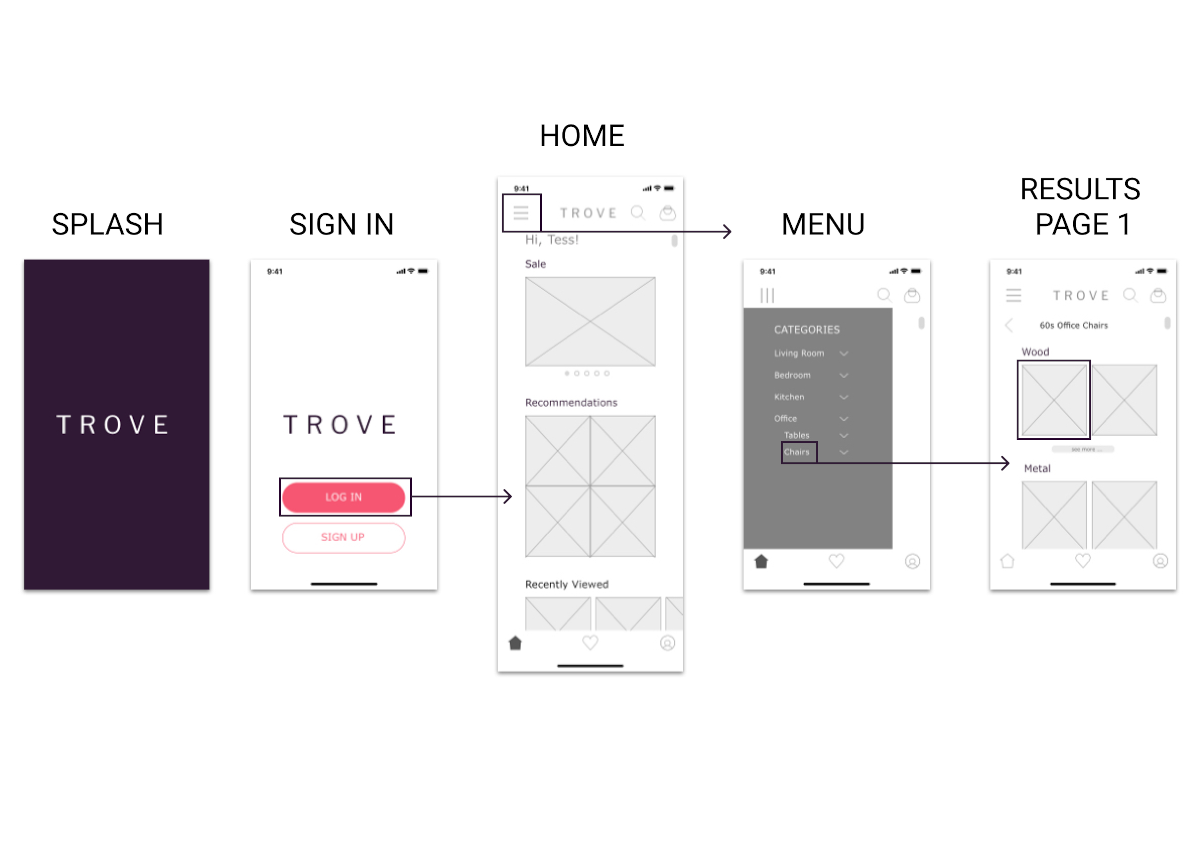 HOME
SPLASH
SIGN IN
MENU
RESULTS
PAGE 1
TROVE
9:41
TROVE
LOG IN
SIGN UP
9:41
TROVE
Hi, Tess!
Sale
Recommendations
Recently Viewed
9:41
CATEGORIES
Living Room
Bedroom
Kitchen
Office
Tables
Chairs
9:41
TROVE
60s Office Chairs
Wood
see more ...
Metal